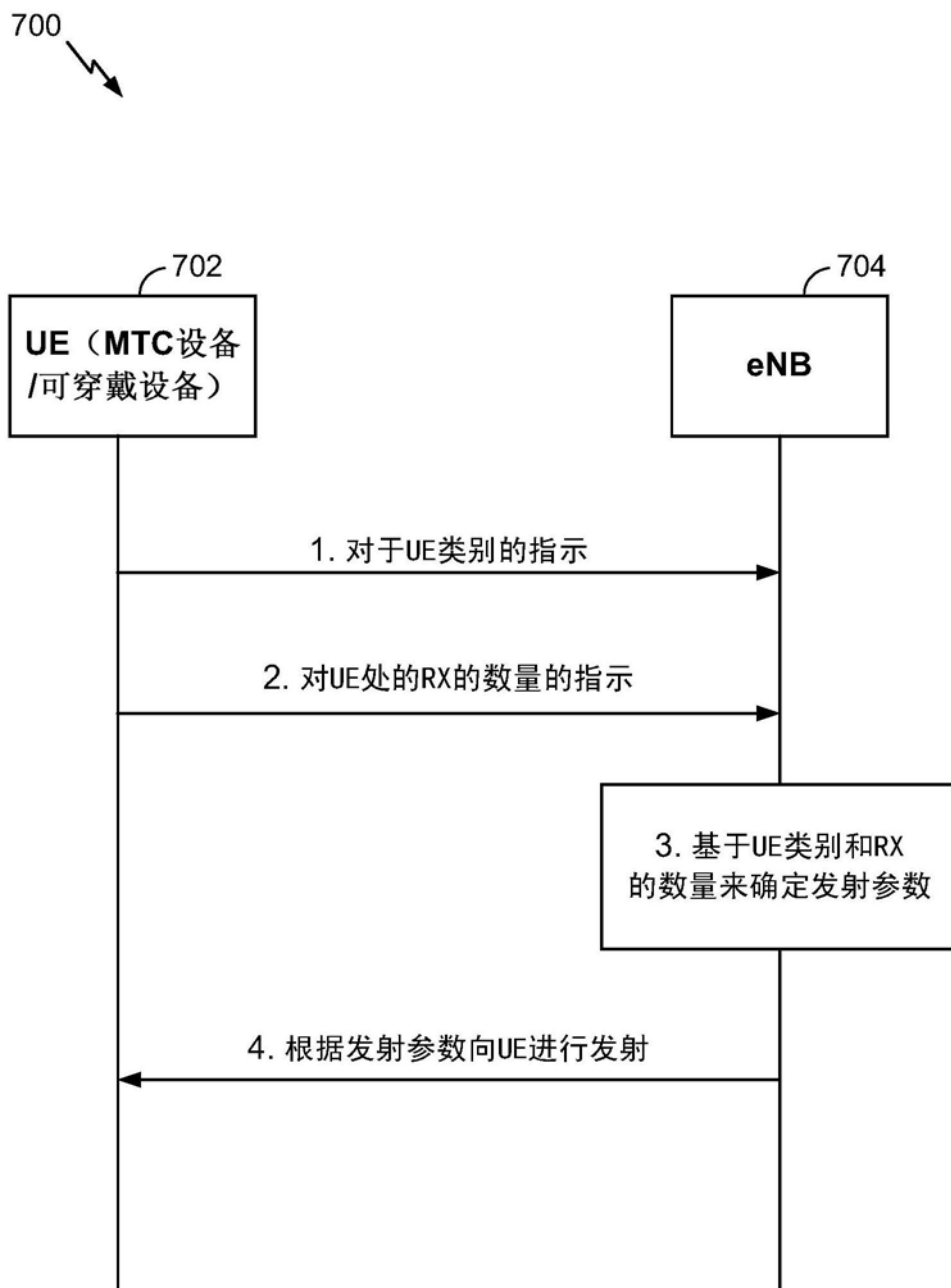 700
702
704
UE（MTC设备
/可穿戴设备）
eNB
1. 对于UE类别的指示
2. 对UE处的RX的数量的指示
3. 基于UE类别和RX
的数量来确定发射参数
4. 根据发射参数向UE进行发射